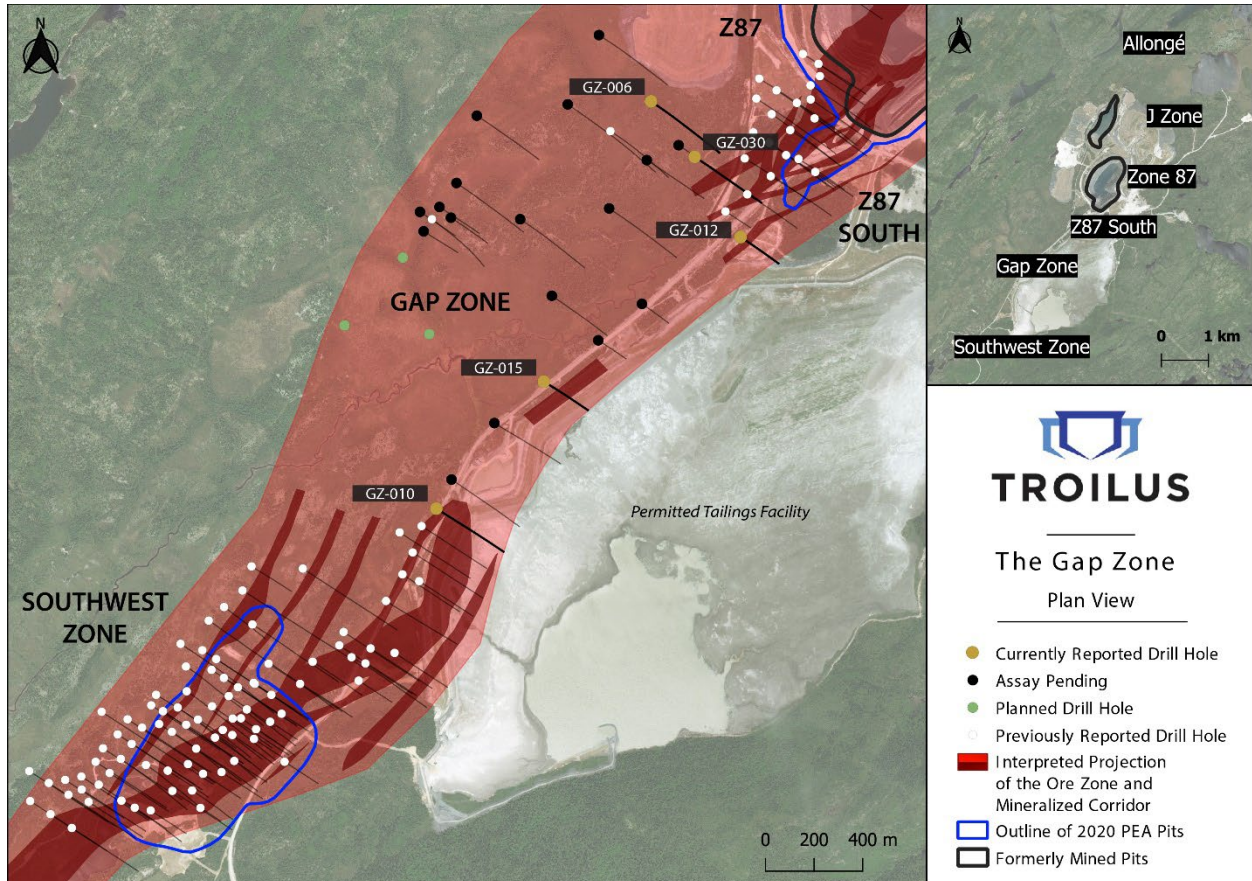 N
Z87
GZ-006
GZ-030
Z87
SOUTH
GZ-012
GAP ZONE
GZ-015
GZ-010
Permitted Tailings Facility
SOUTHWEST
ZONE
0 200 400 m
N
Allongé
J Zone
Zone 87
Z87 South
Gap Zone
0 1 km
Southwest Zone
TROILUS
The Gap Zone
Plan View
Currently Reported Drill Hole
Assay Pending
Planned Drill Hole
Previously Reported Drill Hole
Interpreted Projection
of the Ore Zone and
Mineralized Corridor
Outline of 2020 PEA Pits
Formerly Mined Pits